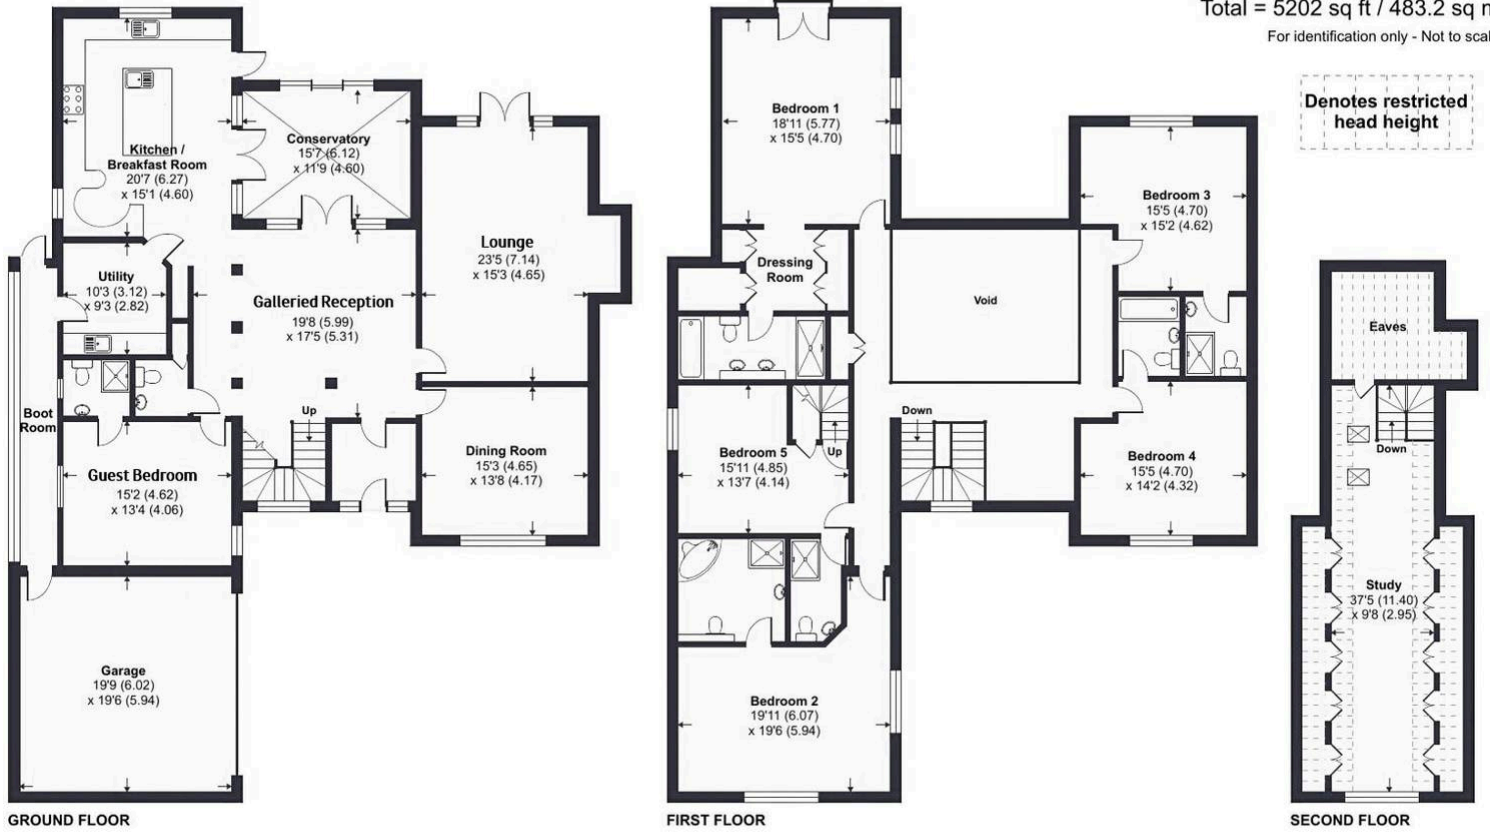 Total = 5202 sq ft / 483.2 sq
For identification only - Not to
Denotes restricted
head height
Kitchen /
Breakfast Room
20'7 (6.27)
x 15'1 (4.60)
Conservatory
15'7 (6.12)
x 11'9 (4.60)
Lounge
23'5 (7.14)
x 15'3 (4.65)
Utility
10'3 (3.12)
x 9'3 (2.82)
Galleried Reception
19'8 (5.99)
x 17'5 (5.31)
Boot
Room
Up
Guest Bedroom
15'2 (4.62)
x 13'4 (4.06)
Dining Room
15'3 (4.65)
x 13'8 (4.17)
Garage
19'9 (6.02)
x 19'6 (5.94)
GROUND FLOOR
Bedroom 1
18'11 (5.77)
x 15'5 (4.70)
Bedroom 3
15'5 (4.70)
x 15'2 (4.62)
Dressing
Room
Void
Down
Up
Bedroom 5
15'11 (4.85)
x 13'7 (4.14)
Bedroom 4
15'5 (4.70)
x 14'2 (4.32)
Bedroom 2
19'11 (6.07)
x 19'6 (5.94)
FIRST FLOOR
Eaves
Down
Study
37'5 (11.40)
x 9'8 (2.95)
SECOND FLOOR